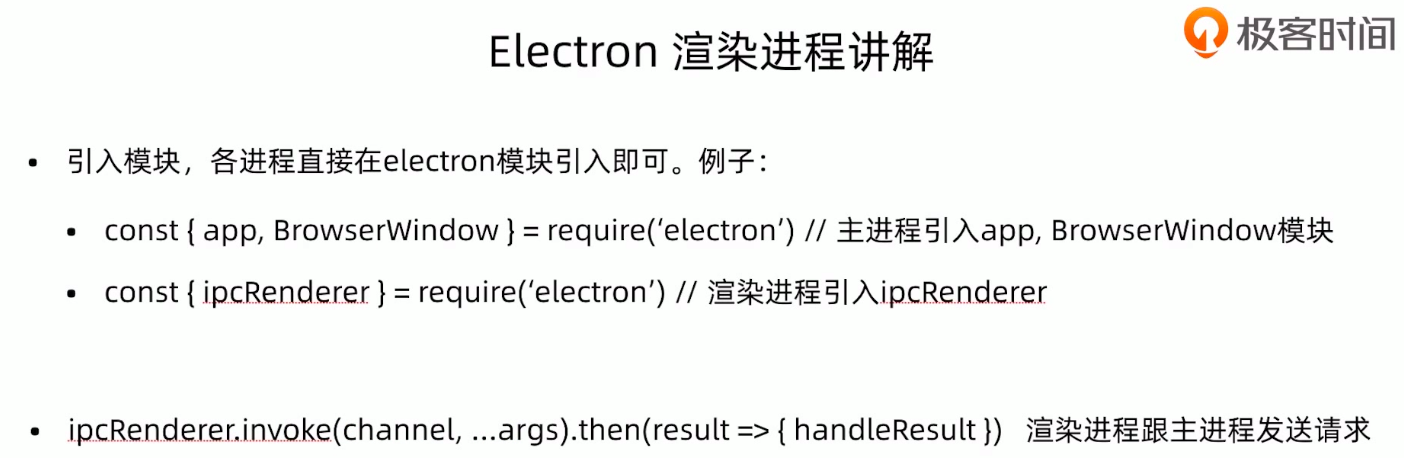 极客时间
Electron 渲染进程讲解
• 引入模块，各进程直接在electron模块引入即可。例子：
• const { app, BrowserWindow } = require(‘electron’) // 主进程引入app, BrowserWindow模块
• const { ipcRenderer } = require(‘electron’) // 渲染进程引入ipcRenderer
• ipcRenderer.invoke(channel, ...args).then(result => { handleResult }) 渲染进程跟主进程发送请求